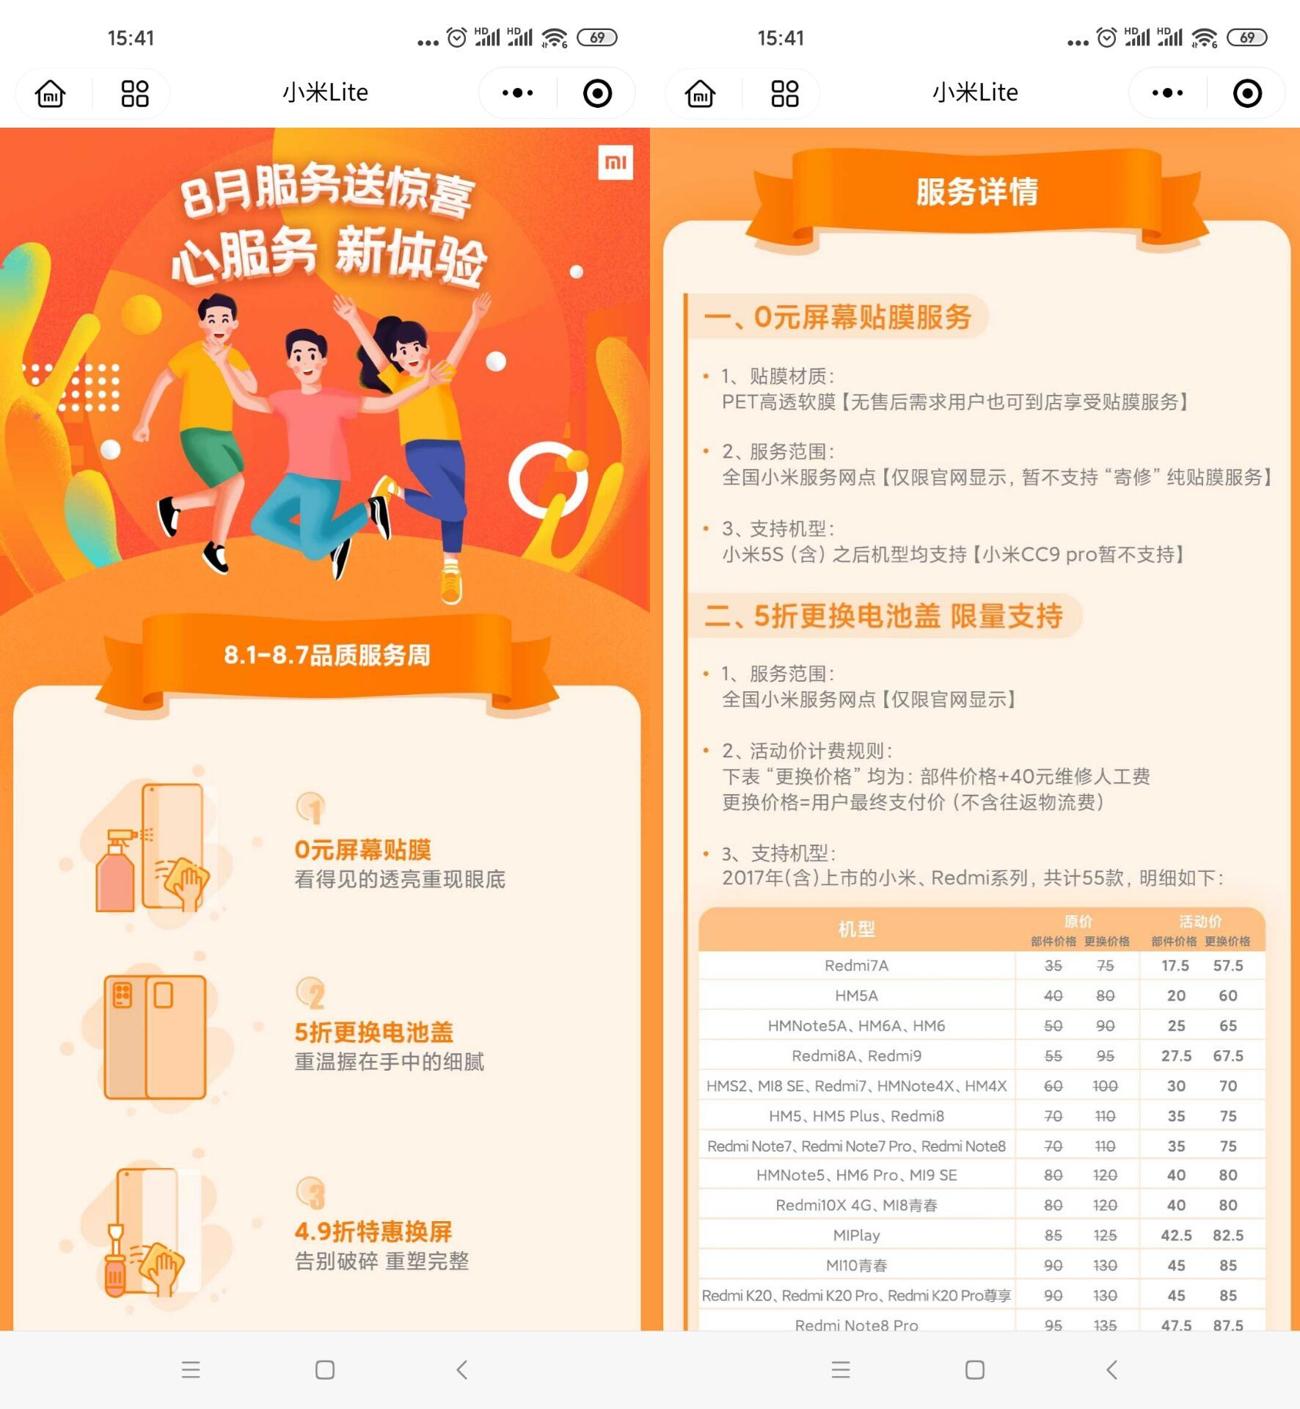 15:41
HD HD 6 69
小米Lite
8月服务送惊喜
心服务 新体验
8.1-8.7品质服务周
1
0元屏幕贴膜
看得见的透亮重现眼底
2
5折更换电池盖
重温握在手中的细腻
3
4.9折特惠换屏
告别破碎 重塑完整
15:41
HD HD 6 69
小米Lite
服务详情
一、0元屏幕贴膜服务
1、贴膜材质：
PET高透软膜【无售后需求用户也可到店享受贴膜服务】
2、服务范围：
全国小米服务网点【仅限官网显示，暂不支持“寄修”纯贴膜服务】
3、支持机型：
小米5S（含）之后机型均支持【小米CC9 pro暂不支持】
二、5折更换电池盖 限量支持
1、服务范围：
全国小米服务网点【仅限官网显示】
2、活动价计费规则：
下表“更换价格”均为：部件价格+40元维修人工费
更换价格=用户最终支付价（不含往返物流费）
3、支持机型：
2017年(含)上市的小米、Redmi系列，共计55款，明细如下：
机型 原价 活动价
部件价格 更换价格 部件价格 更换价格
Redmi7A 35 75 17.5 57.5
HM5A 40 80 20 60
HMNote5A、HM6A、HM6 50 90 25 65
Redmi8A、Redmi9 55 95 27.5 67.5
HMS2、MI8 SE、Redmi7、HMNote4X、HM4X 60 100 30 70
HM5、HM5 Plus、Redmi8 70 110 35 75
Redmi Note7、Redmi Note7 Pro、Redmi Note8 70 110 35 75
HMNote5、HM6 Pro、MI9 SE 80 120 40 80
Redmi10X 4G、MI8青春 80 120 40 80
MIPlay 85 125 42.5 82.5
MI10青春 90 130 45 85
Redmi K20、Redmi K20 Pro、Redmi K20 Pro尊享 90 130 45 85
Redmi Note8 Pro 95 135 47.5 87.5